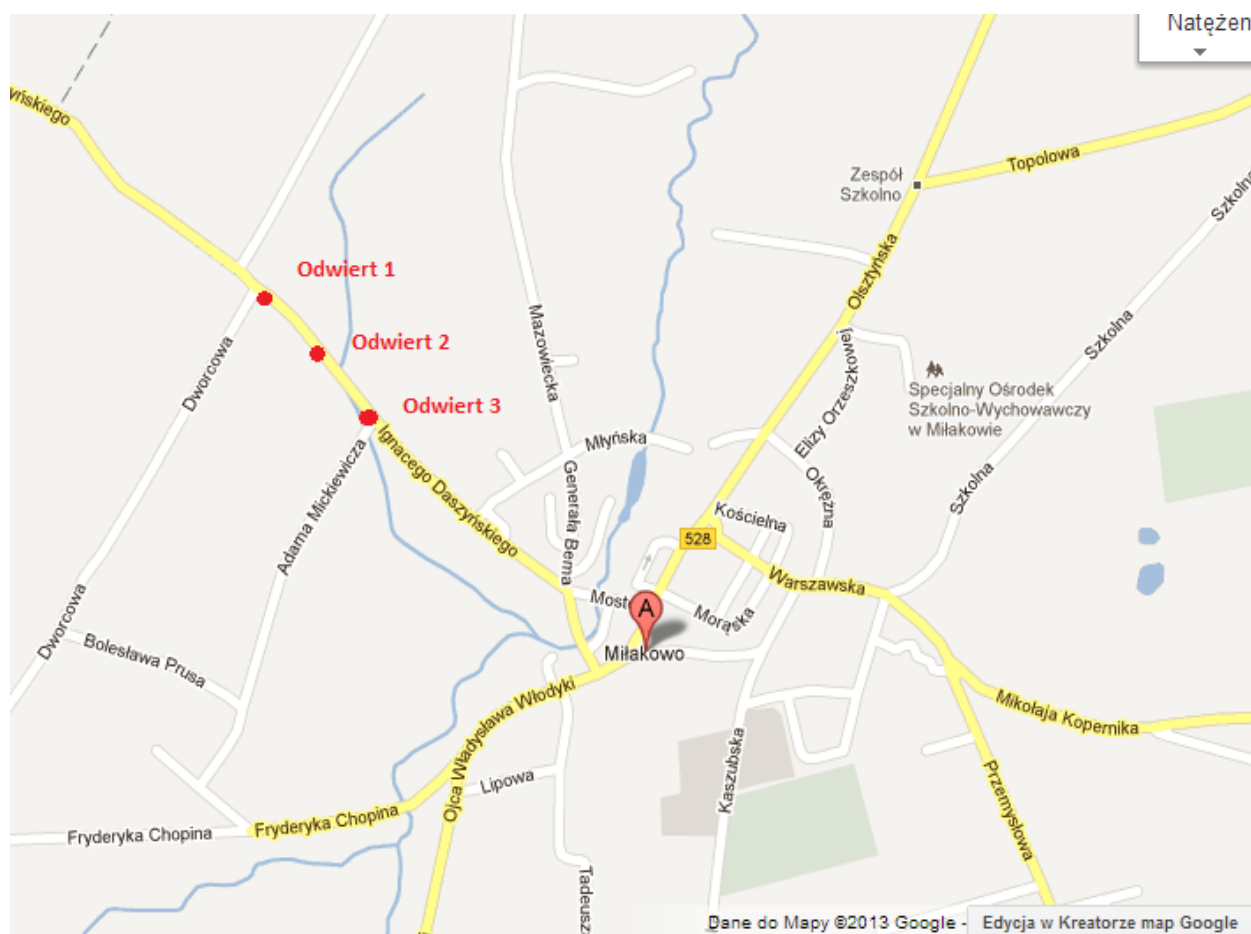 Natężen
yńskiego
Zespół
Szkolno
Topolowa
Szkolna
Odwiert 1
Olsztyńska
Mazowiecka
Odwiert 2
Dworcowa
Elizy Orzeszkowej
Szkolna
Specjalny Ośrodek
Szkolno-Wychowawczy
w Miłakowie
Odwiert 3
Ignacego Daszyńskiego
Adama Mickiewicza
Młyńska
Generała Bema
Okrężna
Szkolna
Kościelna
528
Warszawska
Dworcowa
Bolesława Prusa
A
Morąska
Miłakowo
Ojca Władysława Włodyki
Mikołaja Kopernika
Lipowa
Kaszubska
Przemysłowa
Fryderyka Chopina
Fryderyka Chopina
Tadeusz
Dane do Mapy ©2013 Google -
Edycja w Kreatorze map Google